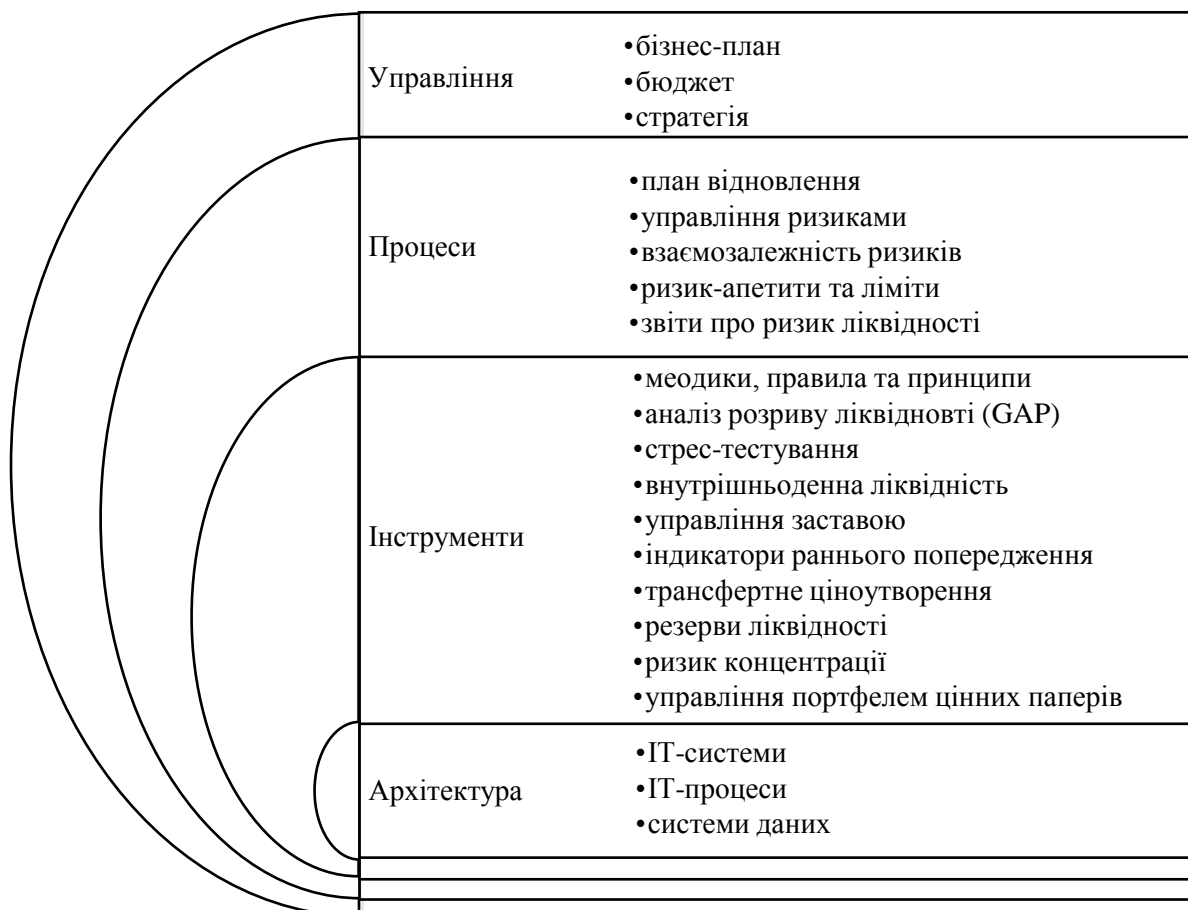 Управління
•бізнес-план
•бюджет
•стратегія
Процеси
•план відновлення
•управління ризиками
•взаємозалежність ризиків
•ризик-апетити та ліміти
•звіти про ризик ліквідності
Інструменти
•меодики, правила та принципи
•аналіз розриву ліквідновті (GAP)
•стрес-тестування
•внутрішньоденна ліквідність
•управління заставою
•індикатори раннього попередження
•трансфертне ціноутворення
•резерви ліквідності
•ризик концентрації
•управління портфелем цінних паперів
Архітектура
•ІТ-системи
•ІТ-процеси
•системи даних